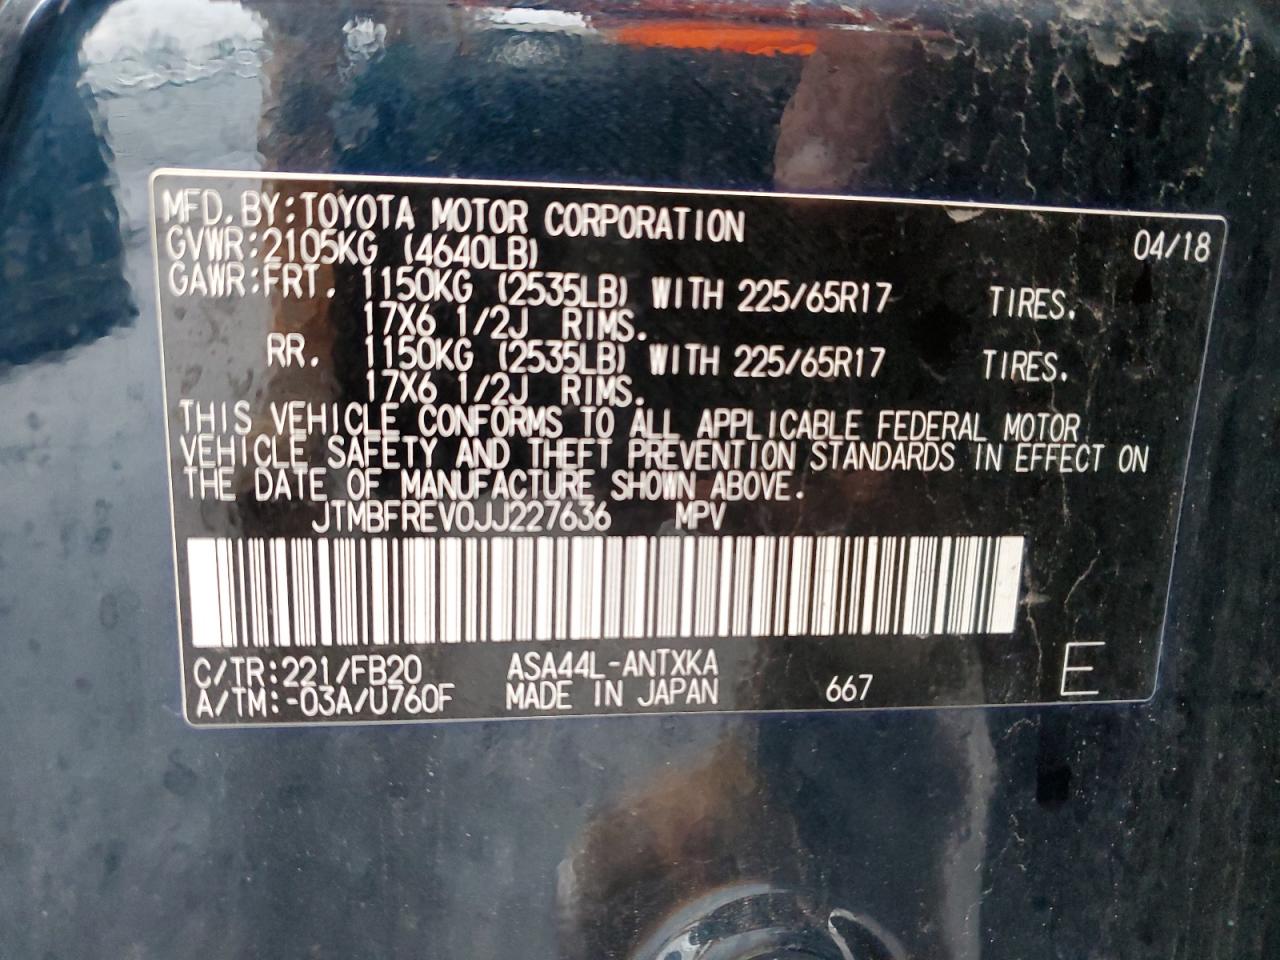 MFD. BY: TOYOTA MOTOR CORPORATION 04/18
GVWR: 2105KG (4640LB)
GAWR: FRT. 1150KG (2535LB) WITH 225/65R17 TIRES.
17X6 1/2J RIMS.
RR. 1150KG (2535LB) WITH 225/65R17 TIRES.
17X6 1/2J RIMS.
THIS VEHICLE CONFORMS TO ALL APPLICABLE FEDERAL MOTOR
VEHICLE SAFETY AND THEFT PREVENTION STANDARDS IN EFFECT ON
THE DATE OF MANUFACTURE SHOWN ABOVE.
JTMBFREV0JJ227636 MPV
C/TR: 221/FB20 ASA44L-ANTXKA
A/TM: -03A/U760F MADE IN JAPAN 667 E